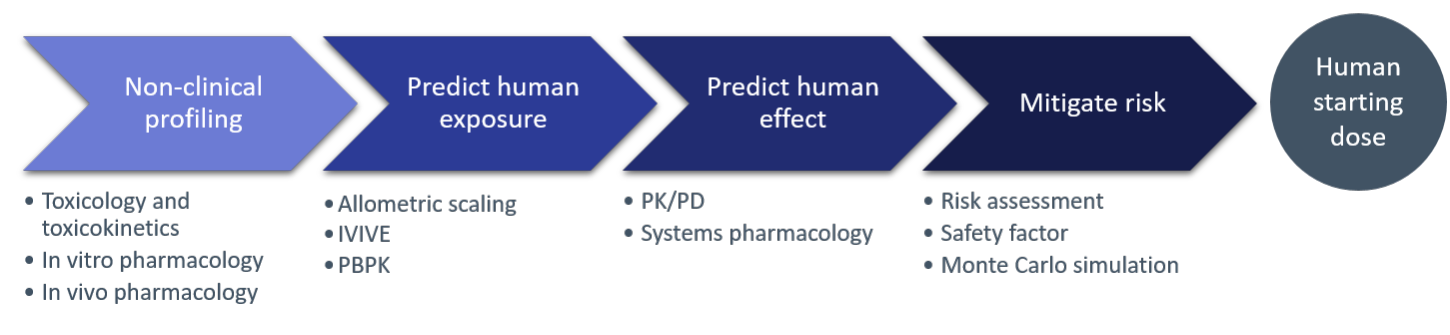 Non-clinical
profiling
Predict human
exposure
Predict human
effect
Mitigate risk
Human
starting
dose
• Toxicology and
toxicokinetics
• In vitro pharmacology
• In vivo pharmacology
• Allometric scaling
• IVIVE
• PBPK
• PK/PD
• Systems pharmacology
• Risk assessment
• Safety factor
• Monte Carlo simulation